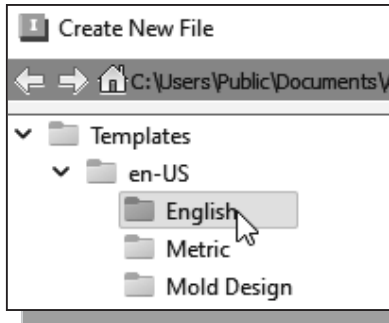 I Create New File
C:\Users\Public\Documents\
Templates
en-US
English
Metric
Mold Design